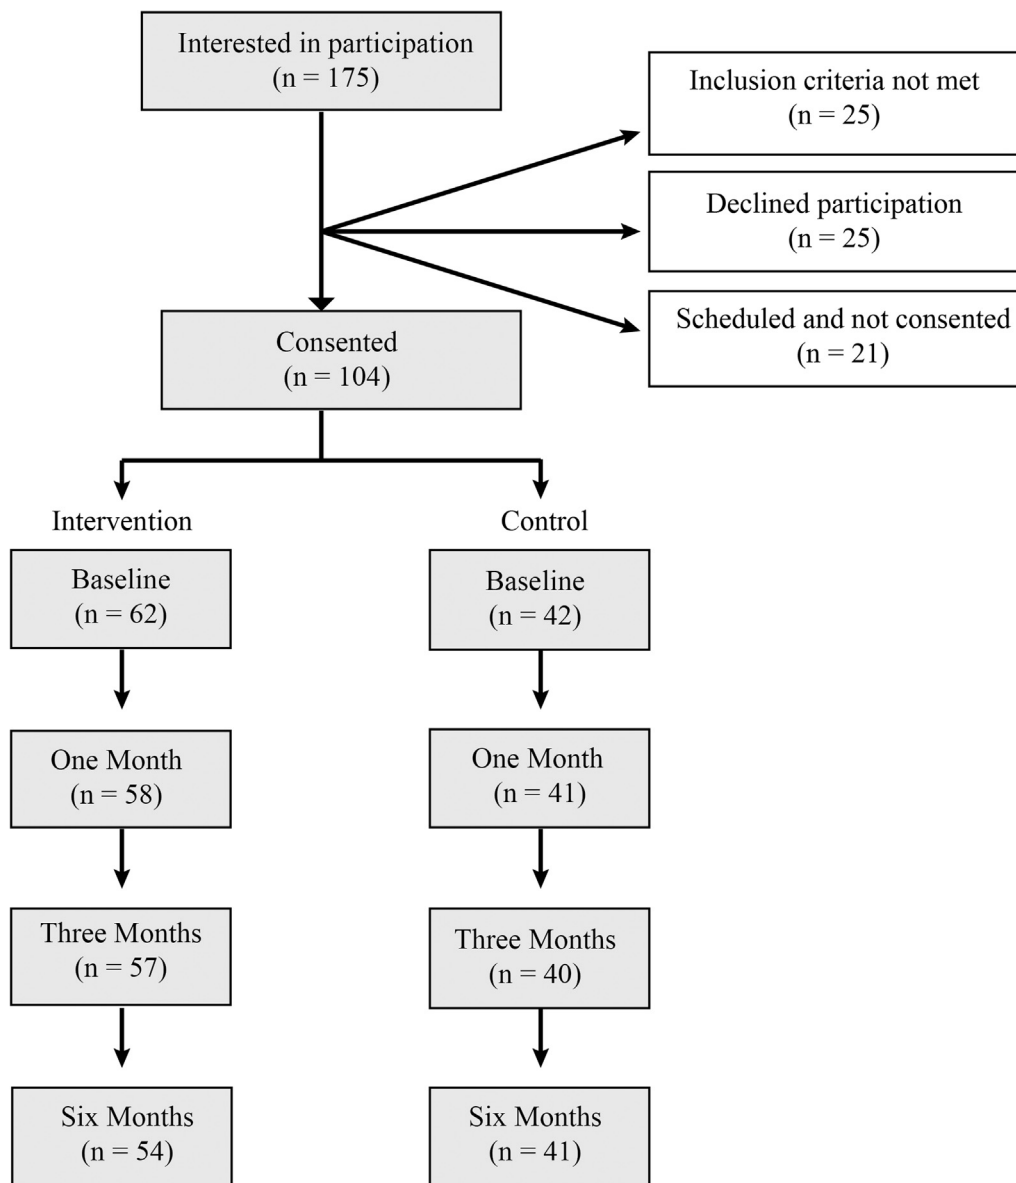 Interested in participation
(n = 175)
Inclusion criteria not met
(n = 25)
Declined participation
(n = 25)
Scheduled and not consented
(n = 21)
Consented
(n = 104)
Intervention
Baseline
(n = 62)
One Month
(n = 58)
Three Months
(n = 57)
Six Months
(n = 54)
Control
Baseline
(n = 42)
One Month
(n = 41)
Three Months
(n = 40)
Six Months
(n = 41)